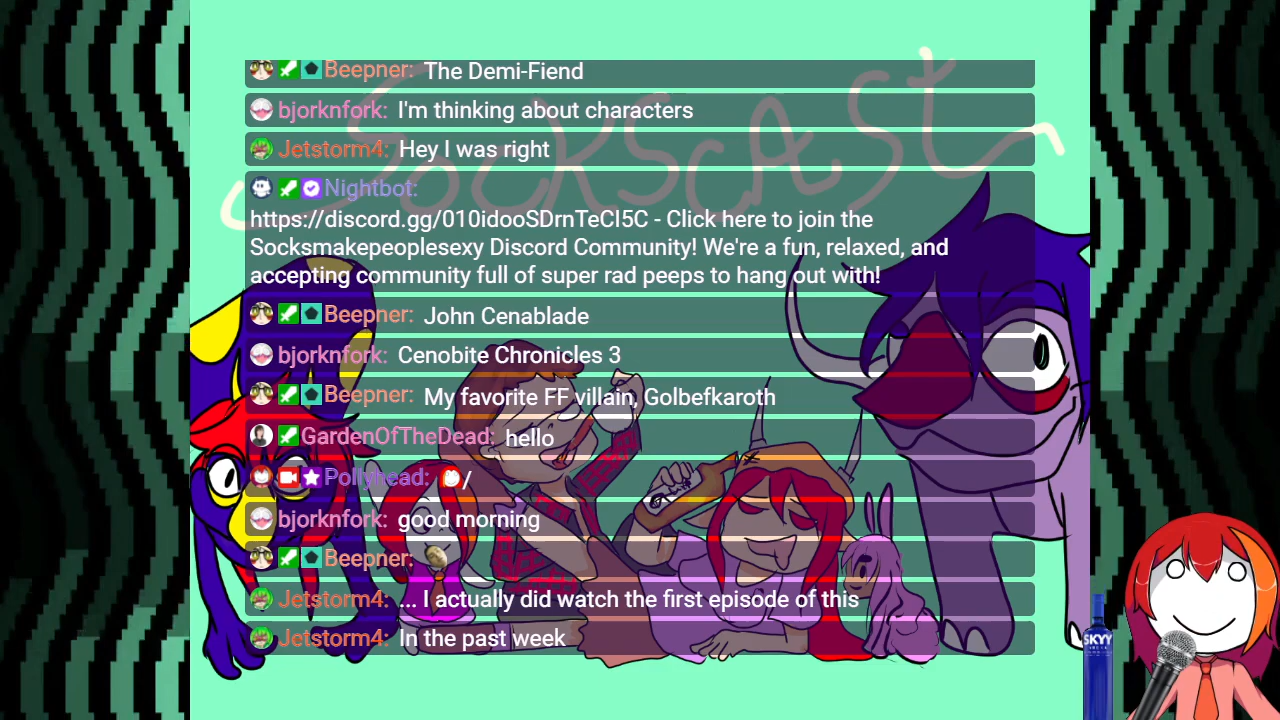 SOCKSCASt
Beepner: The Demi-Fiend
bjorknfork: I'm thinking about characters
Jetstorm4: Hey I was right
Nightbot:
https://discord.gg/010idooSDrnTeCl5C - Click here to join the
Socksmakepeoplesexy Discord Community! We're a fun, relaxed, and
accepting community full of super rad peeps to hang out with!
Beepner: John Cenablade
bjorknfork: Cenobite Chronicles 3
Beepner: My favorite FF villain, Golbefkaroth
GardenOfTheDead: hello
Pollyhead: /
bjorknfork: good morning
Beepner:
Jetstorm4: ... I actually did watch the first episode of this
Jetstorm4: In the past week
SKYY